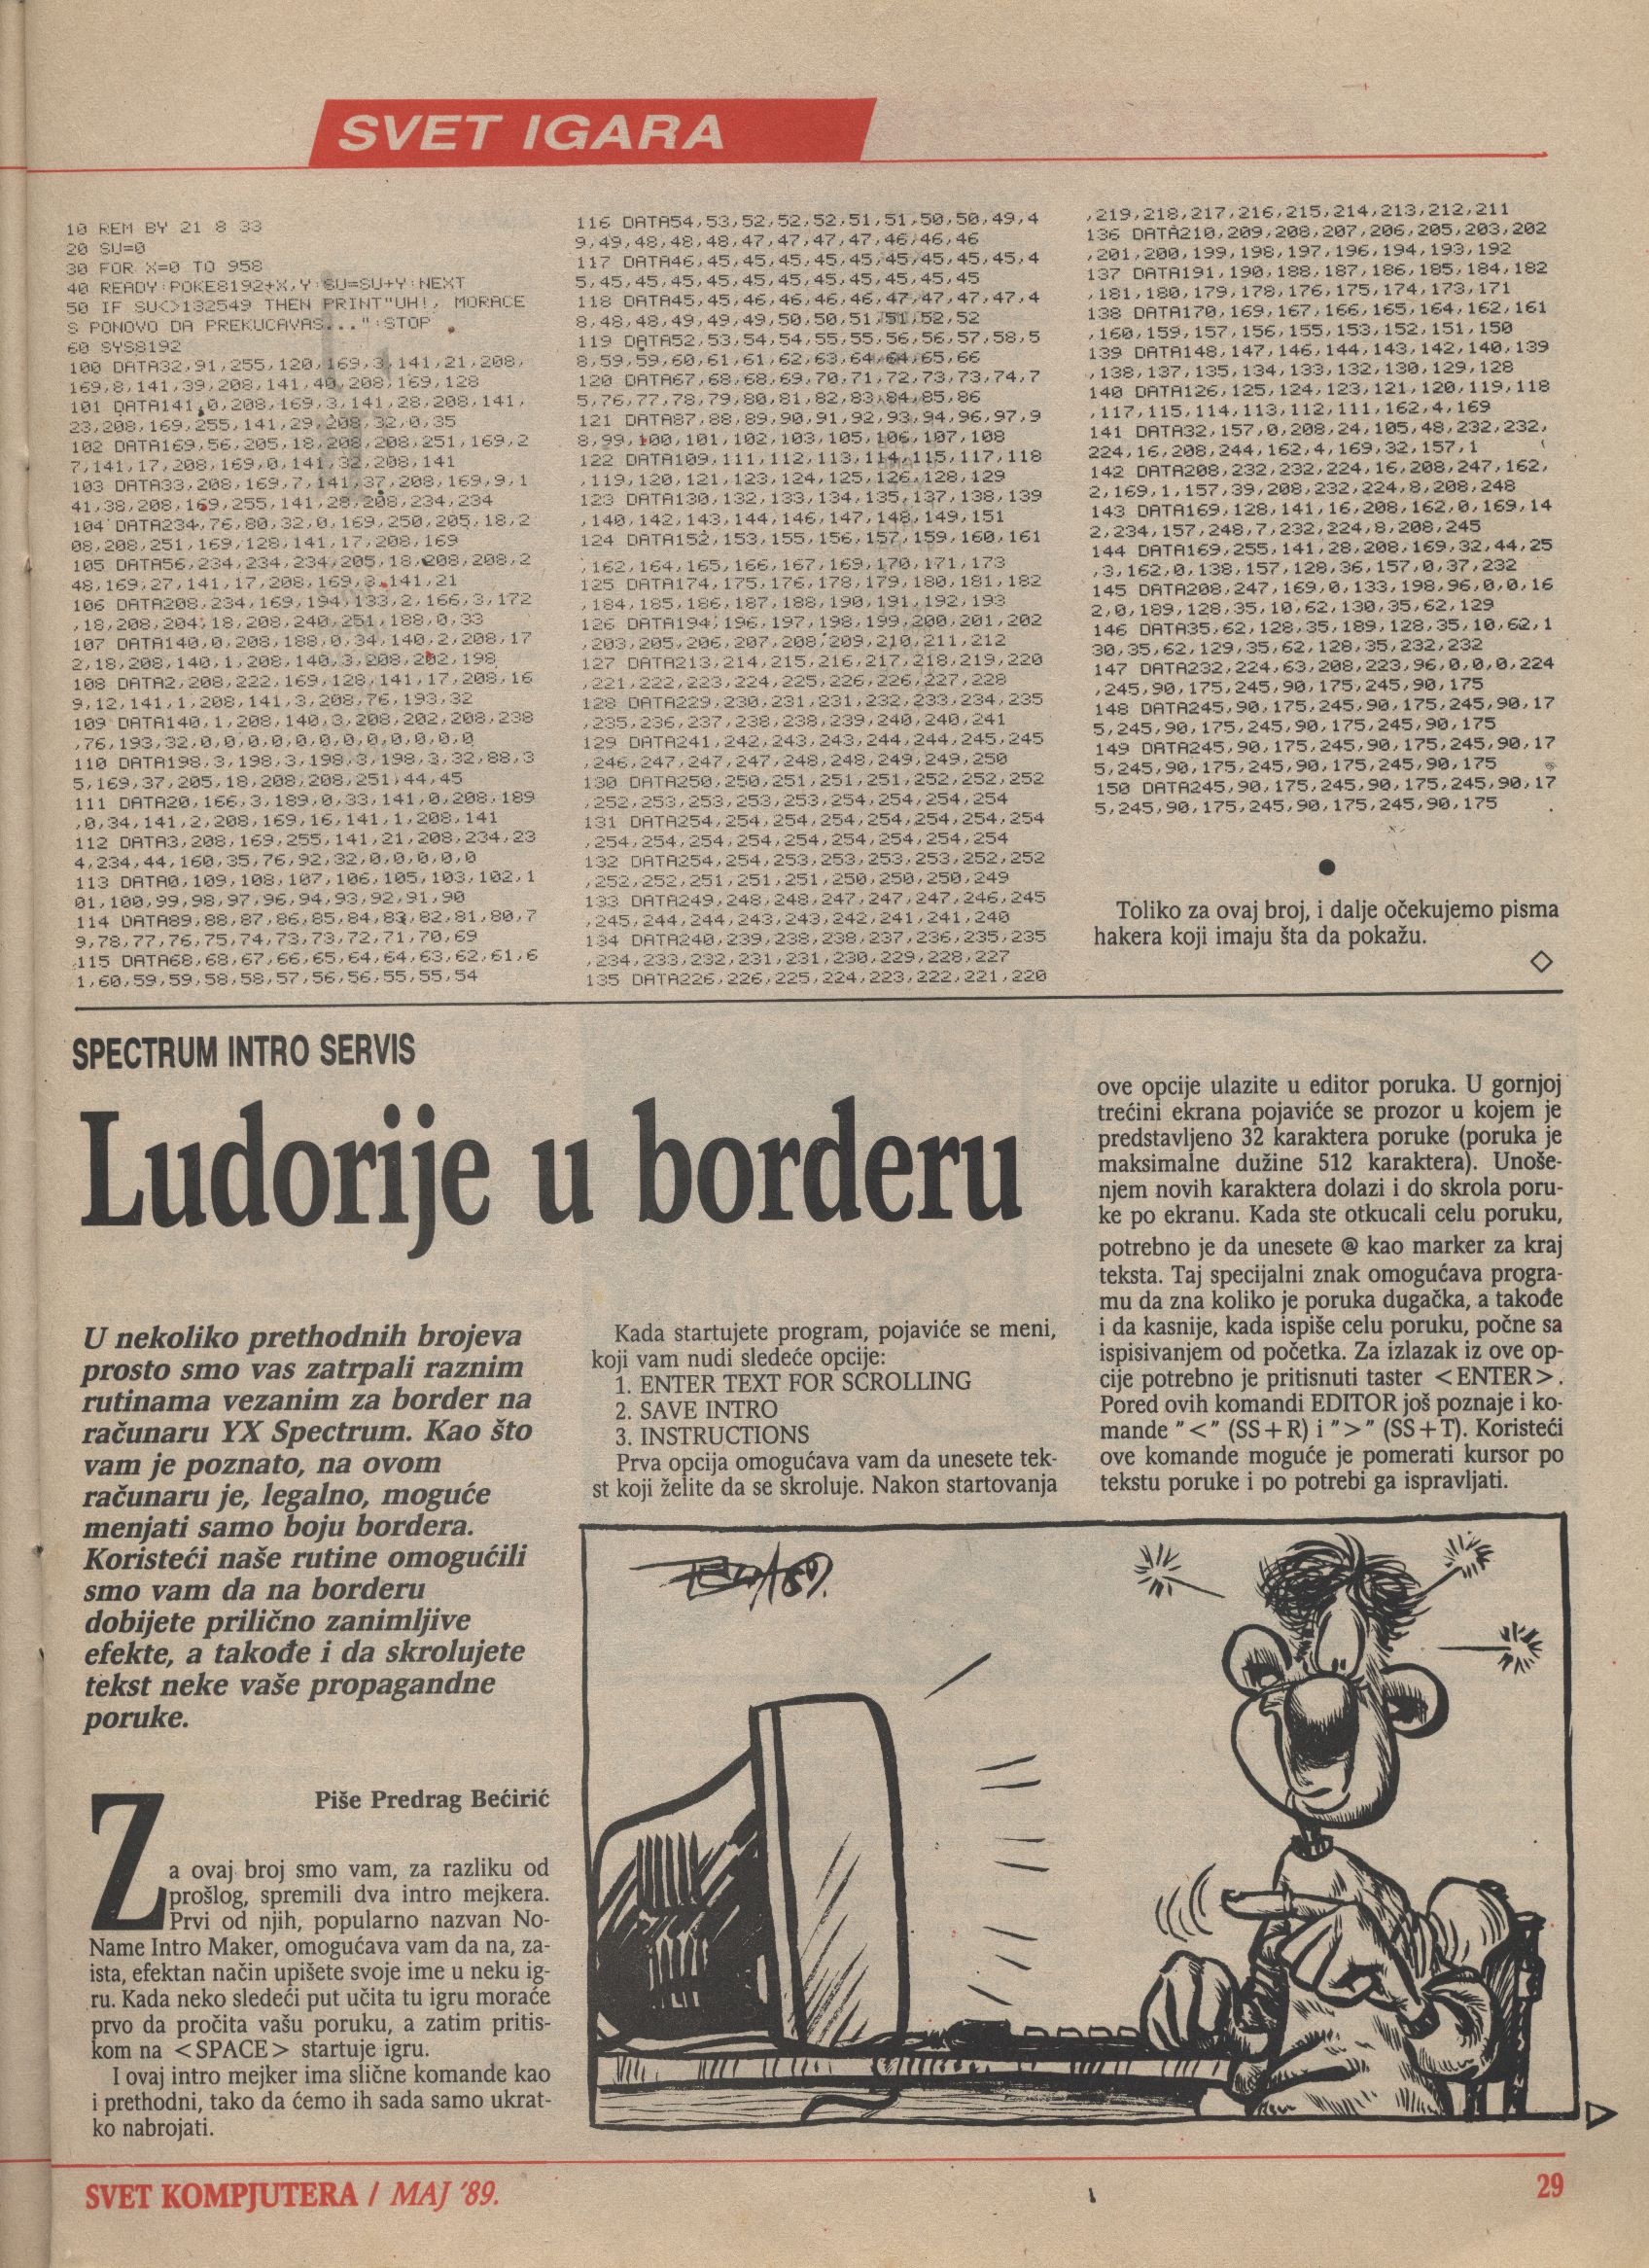 SVET IGARA
10 REM BY 21 8 33
20 SU=0
30 FOR X=0 TO 958
40 READY:POKE8192+X,Y:SU=SU+Y:NEXT
50 IF SU<>132549 THEN PRINT"UH!, MORACE
S PONOVO DA PREKUCAVAS...":STOP
60 SYS8192
100 DATA32,91,255,120,169,3,141,21,208,
169,8,141,39,208,141,40,208,169,128
101 DATA141,0,208,169,3,141,28,208,141,
23,208,169,255,141,29,208,32,0,35
102 DATA169,56,205,18,208,208,251,169,2
7,141,17,208,169,0,141,32,208,141
103 DATA33,208,169,7,141,37,208,169,9,1
41,38,208,169,255,141,28,208,234,234
104 DATA234,76,80,32,0,169,250,205,18,2
08,208,251,169,128,141,17,208,169
105 DATA56,234,234,234,205,18,208,208,2
48,169,27,141,17,208,169,3,141,21
106 DATA208,234,169,194,133,2,166,3,172
,18,208,204,18,208,240,251,188,0,33
107 DATA140,0,208,188,0,34,140,2,208,17
2,18,208,140,1,208,140,3,208,202,198
108 DATA2,208,222,169,128,141,17,208,16
9,12,141,1,208,141,3,208,76,193,32
109 DATA140,1,208,140,3,208,202,208,238
,76,193,32,0,0,0,0,0,0,0,0,0,0,0,0
110 DATA198,3,198,3,198,3,198,3,32,88,3
5,169,37,205,18,208,208,251,44,45
111 DATA20,166,3,189,0,33,141,0,208,189
,0,34,141,2,208,169,16,141,1,208,141
112 DATA3,208,169,255,141,21,208,234,23
4,234,44,160,35,76,92,32,0,0,0,0,0
113 DATA0,109,108,107,106,105,103,102,1
01,100,99,98,97,96,94,93,92,91,90
114 DATA89,88,87,86,85,84,83,82,81,80,7
9,78,77,76,75,74,73,73,72,71,70,69
115 DATA68,68,67,66,65,64,64,63,62,61,6
1,60,59,59,58,58,57,56,56,55,55,54
116 DATA54,53,52,52,52,51,51,50,50,49,4
9,49,48,48,48,47,47,47,47,46,46,46
117 DATA46,45,45,45,45,45,45,45,45,45,4
5,45,45,45,45,45,45,45,45,45,45
118 DATA45,45,46,46,46,46,47,47,47,47,4
8,48,48,49,49,49,50,50,51,51,52,52
119 DATA52,53,54,54,55,55,56,56,57,58,5
8,59,59,60,61,61,62,63,64,64,65,66
120 DATA67,68,68,69,70,71,72,73,73,74,7
5,76,77,78,79,80,81,82,83,84,85,86
121 DATA87,88,89,90,91,92,93,94,96,97,9
8,99,100,101,102,103,105,106,107,108
122 DATA109,111,112,113,114,115,117,118
,119,120,121,123,124,125,126,128,129
123 DATA130,132,133,134,135,137,138,139
,140,142,143,144,146,147,148,149,151
124 DATA152,153,155,156,157,159,160,161
,162,164,165,166,167,169,170,171,173
125 DATA174,175,176,178,179,180,181,182
,184,185,186,187,188,190,191,192,193
126 DATA194,196,197,198,199,200,201,202
,203,205,206,207,208,209,210,211,212
127 DATA213,214,215,216,217,218,219,220
,221,222,223,224,225,226,226,227,228
128 DATA229,230,231,231,232,233,234,235
,235,236,237,238,238,239,240,240,241
129 DATA241,242,243,243,244,244,245,245
,246,247,247,247,248,248,249,249,250
130 DATA250,250,251,251,251,252,252,252
,252,253,253,253,253,254,254,254,254
131 DATA254,254,254,254,254,254,254,254
,254,254,254,254,254,254,254,254,254
132 DATA254,254,253,253,253,253,252,252
,252,252,251,251,251,250,250,250,249
133 DATA249,248,248,247,247,247,246,245
,245,244,244,243,243,242,241,241,240
134 DATA240,239,238,238,237,236,235,235
,234,233,232,231,231,230,229,228,227
135 DATA226,226,225,224,223,222,221,220
,219,218,217,216,215,214,213,212,211
136 DATA210,209,208,207,206,205,203,202
,201,200,199,198,197,196,194,193,192
137 DATA191,190,188,187,186,185,184,182
,181,180,179,178,176,175,174,173,171
138 DATA170,169,167,166,165,164,162,161
,160,159,157,156,155,153,152,151,150
139 DATA148,147,146,144,143,142,140,139
,138,137,135,134,133,132,130,129,128
140 DATA126,125,124,123,121,120,119,118
,117,115,114,113,112,111,162,4,169
141 DATA32,157,0,208,24,105,48,232,232,
224,16,208,244,162,4,169,32,157,1
142 DATA208,232,232,224,16,208,247,162,
2,169,1,157,39,208,232,224,8,208,248
143 DATA169,128,141,16,208,162,0,169,14
2,234,157,248,7,232,224,8,208,245
144 DATA169,255,141,28,208,169,32,44,25
,3,162,0,138,157,128,36,157,0,37,232
145 DATA208,247,169,0,133,198,96,0,0,16
2,0,189,128,35,10,62,130,35,62,129
146 DATA35,62,128,35,189,128,35,10,62,1
30,35,62,129,35,62,128,35,232,232
147 DATA232,224,63,208,223,96,0,0,0,224
,245,90,175,245,90,175,245,90,175
148 DATA245,90,175,245,90,175,245,90,17
5,245,90,175,245,90,175,245,90,175
149 DATA245,90,175,245,90,175,245,90,17
5,245,90,175,245,90,175,245,90,175
150 DATA245,90,175,245,90,175,245,90,17
5,245,90,175,245,90,175,245,90,175
Toliko za ovaj broj, i dalje očekujemo pisma
hakera koji imaju šta da pokažu.
SPECTRUM INTRO SERVIS
Ludorije u borderu
U nekoliko prethodnih brojeva
prosto smo vas zatrpali raznim
rutinama vezanim za border na
računaru YX Spectrum. Kao što
vam je poznato, na ovom
računaru je, legalno, moguće
menjati samo boju bordera.
Koristeći naše rutine omogućili
smo vam da na borderu
dobijete prilično zanimljive
efekte, a takođe i da skrolujete
tekst neke vaše propagandne
poruke.
Piše Predrag Bećirić
Za ovaj broj smo vam, za razliku od
prošlog, spremili dva intro mejkera.
Prvi od njih, popularno nazvan No-
Name Intro Maker, omogućava vam da na, za-
ista, efektan način upišete svoje ime u neku ig-
ru. Kada neko sledeći put učita tu igru moraće
prvo da pročita vašu poruku, a zatim pritis-
kom na <SPACE> startuje igru.
I ovaj intro mejker ima slične komande kao
i prethodni, tako da ćemo ih sada samo ukrat-
ko nabrojati.
Kada startujete program, pojaviće se meni,
koji vam nudi sledeće opcije:
1. ENTER TEXT FOR SCROLLING
2. SAVE INTRO
3. INSTRUCTIONS
Prva opcija omogućava vam da unesete tek-
st koji želite da se skroluje. Nakon startovanja
ove opcije ulazite u editor poruka. U gornjoj
trećini ekrana pojaviće se prozor u kojem je
predstavljeno 32 karaktera poruke (poruka je
maksimalne dužine 512 karaktera). Unoše-
njem novih karaktera dolazi i do skrola poru-
ke po ekranu. Kada ste otkucali celu poruku,
potrebno je da unesete @ kao marker za kraj
teksta. Taj specijalni znak omogućava progra-
mu da zna koliko je poruka dugačka, a takođe
i da kasnije, kada ispiše celu poruku, počne sa
ispisivanjem od početka. Za izlazak iz ove op-
cije potrebno je pritisnuti taster <ENTER>.
Pored ovih komandi EDITOR još poznaje i ko-
mande "<" (SS+R) i ">" (SS+T). Koristeći
ove komande moguće je pomerati kursor po
tekstu poruke i po potrebi ga ispravljati.
SVET KOMPJUTERA / MAJ '89.
29